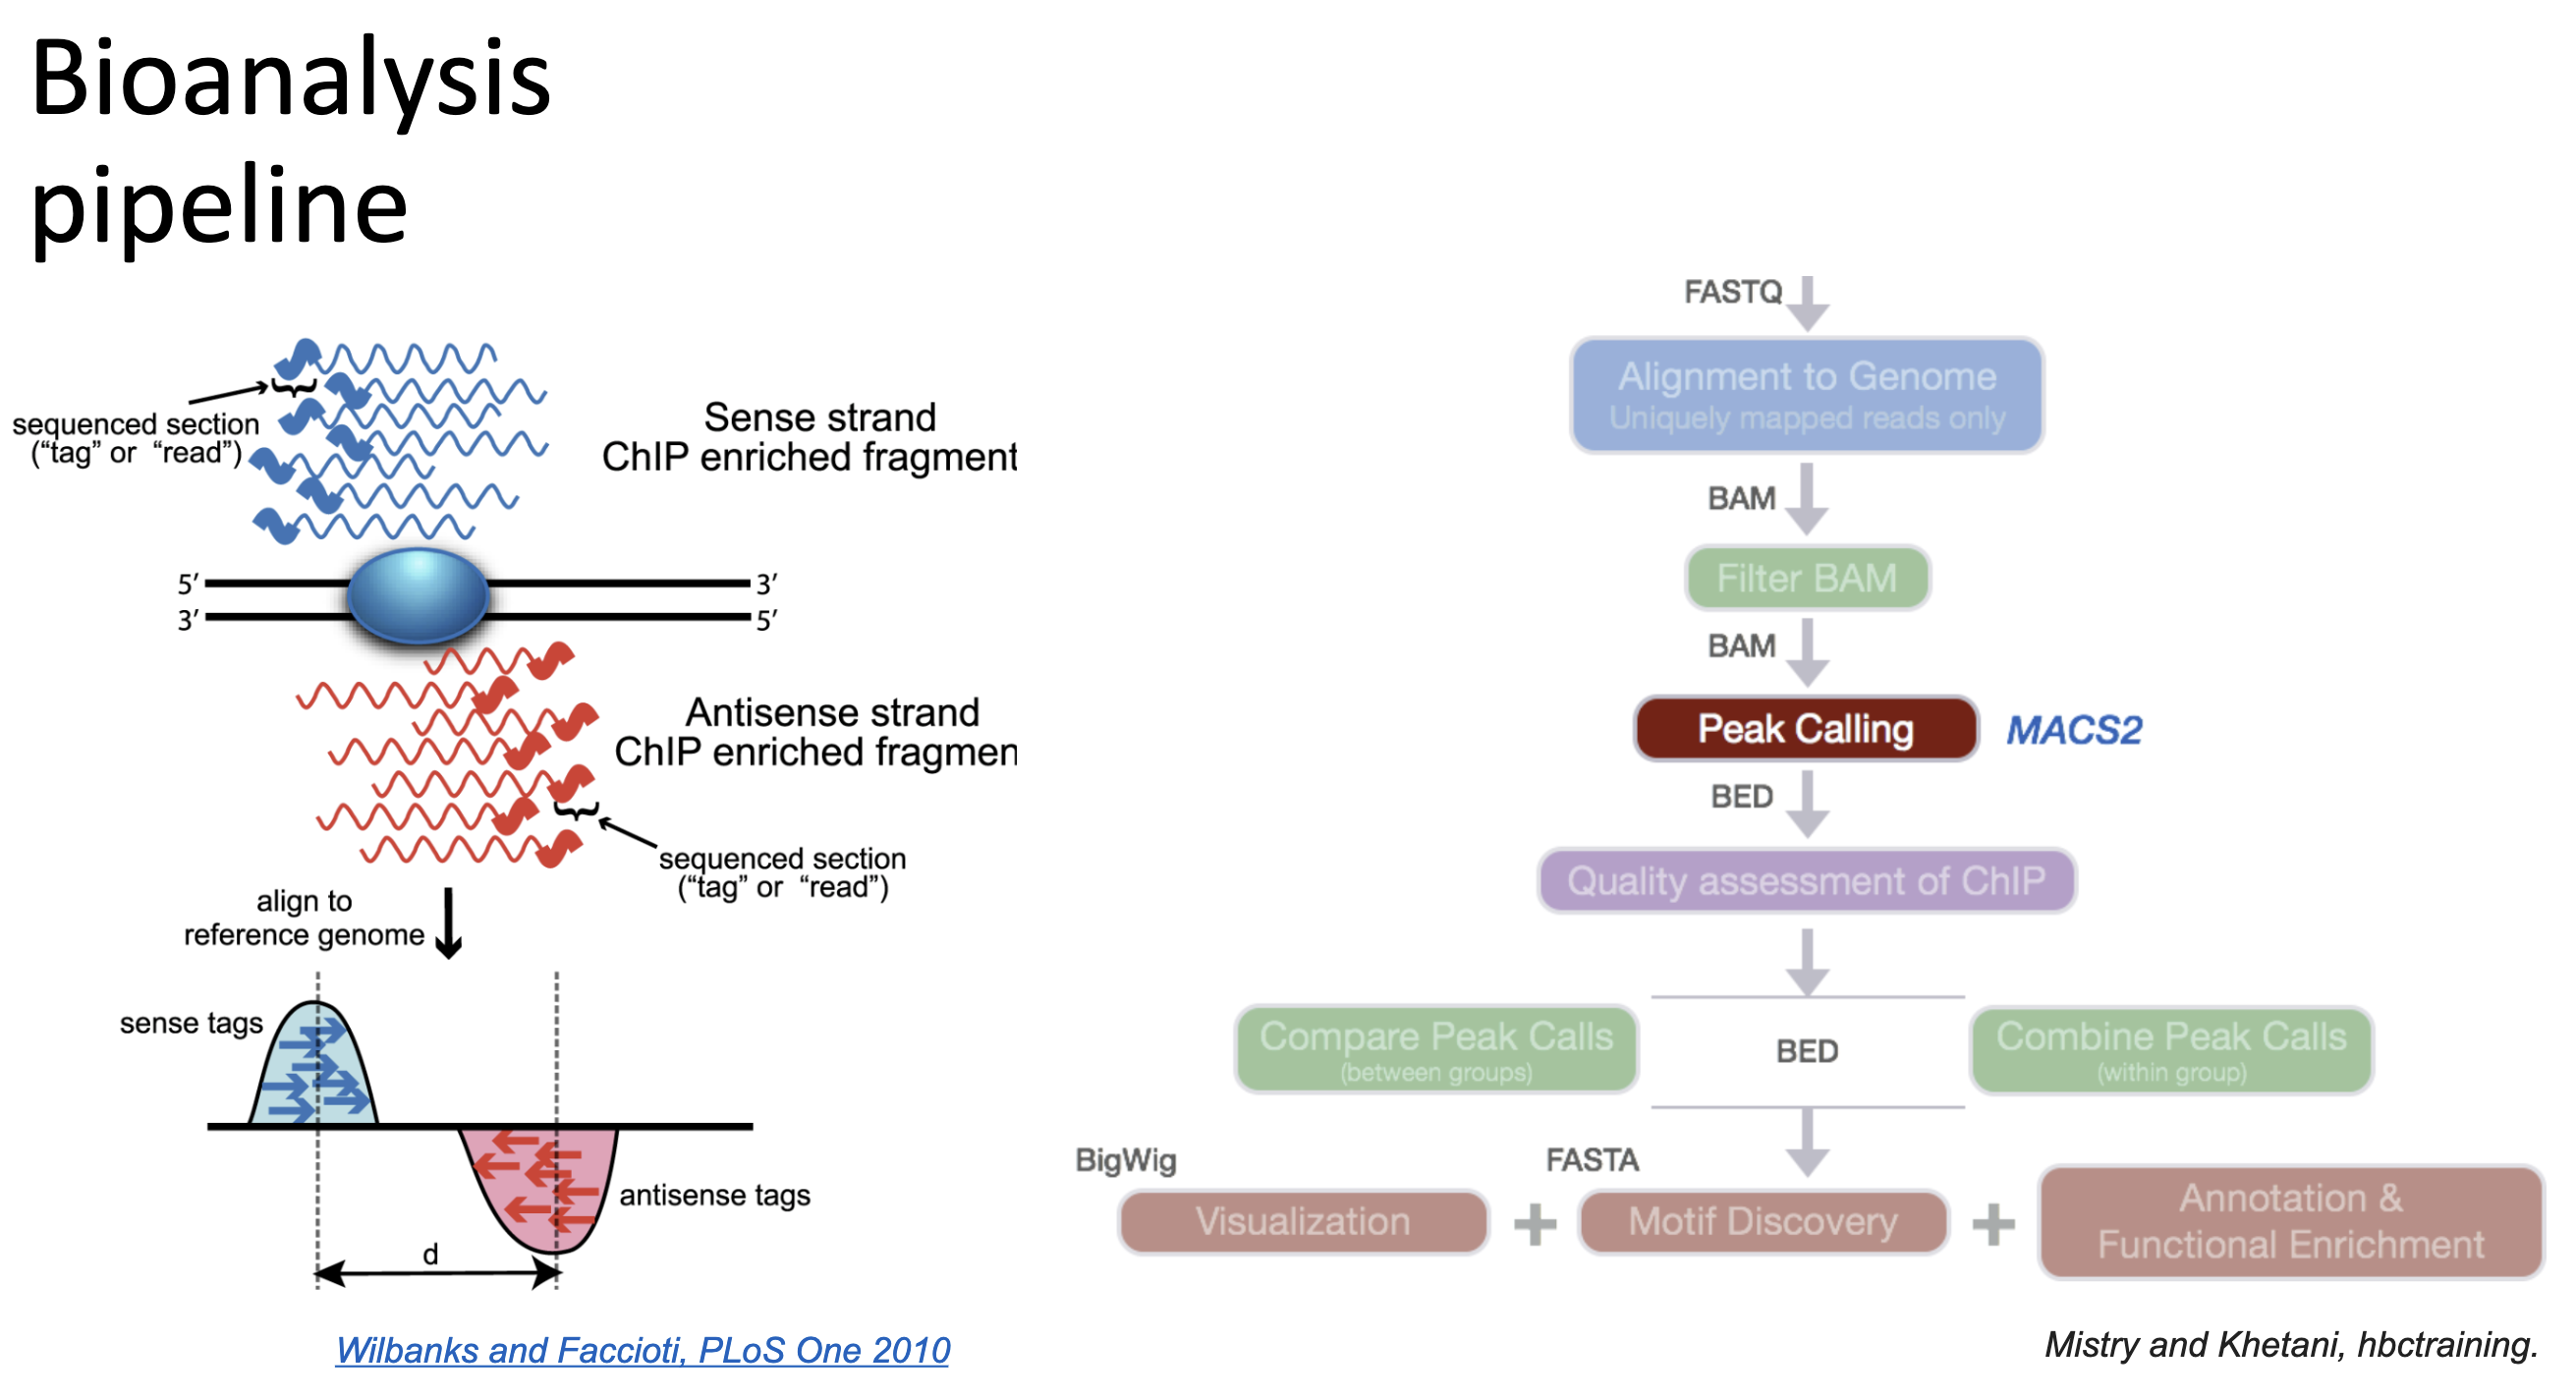 Bioanalysis
pipeline
sequenced section
(“tag” or “read”)
Sense strand
ChIP enriched fragment
5′
3′
3′
5′
Antisense strand
ChIP enriched fragmen
sequenced section
(“tag” or “read”)
align to
reference genome
sense tags
antisense tags
d
Wilbanks and Faccioti, PLoS One 2010
FASTQ
Alignment to Genome
Uniquely mapped reads only
BAM
Filter BAM
BAM
Peak Calling
MACS2
BED
Quality assessment of ChIP
Compare Peak Calls
(between groups)
BED
Combine Peak Calls
(within group)
BigWig
FASTA
Visualization
+
Motif Discovery
+
Annotation &
Functional Enrichment
Mistry and Khetani, hbctraining.